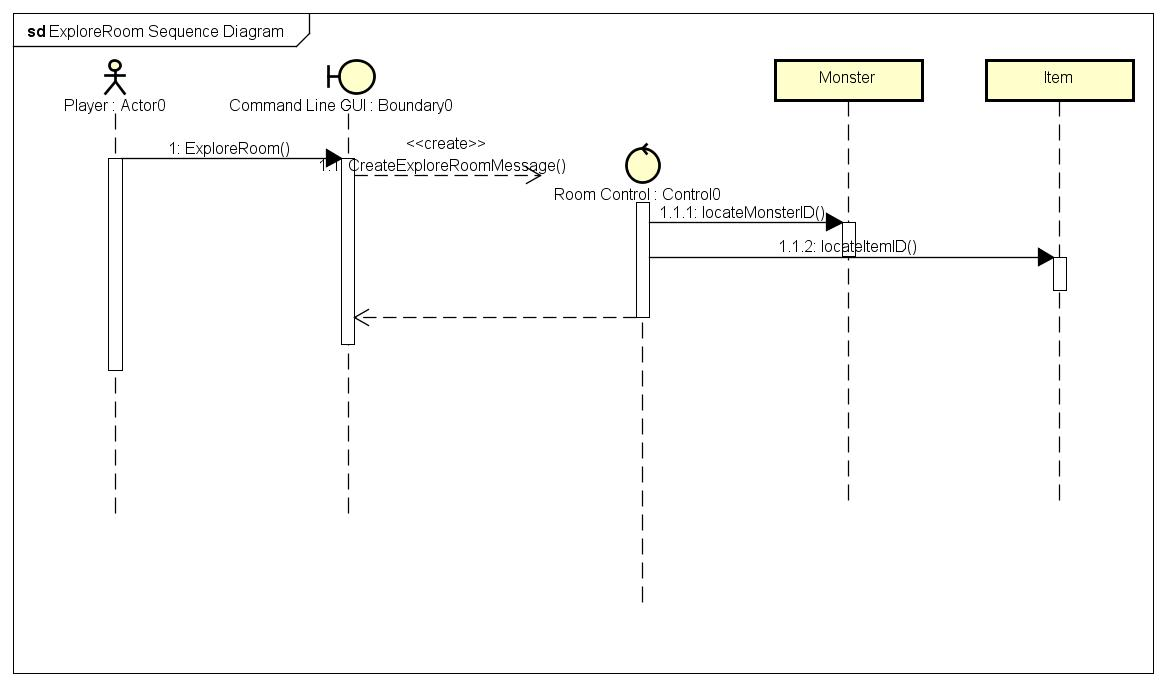 sd ExploreRoom Sequence Diagram
Player : Actor0
Command Line GUI : Boundary0
Monster
Item
1: ExploreRoom()
<<create>>
1.1: CreateExploreRoomMessage()
Room Control : Control0
1.1.1: locateMonsterID()
1.1.2: locateItemID()